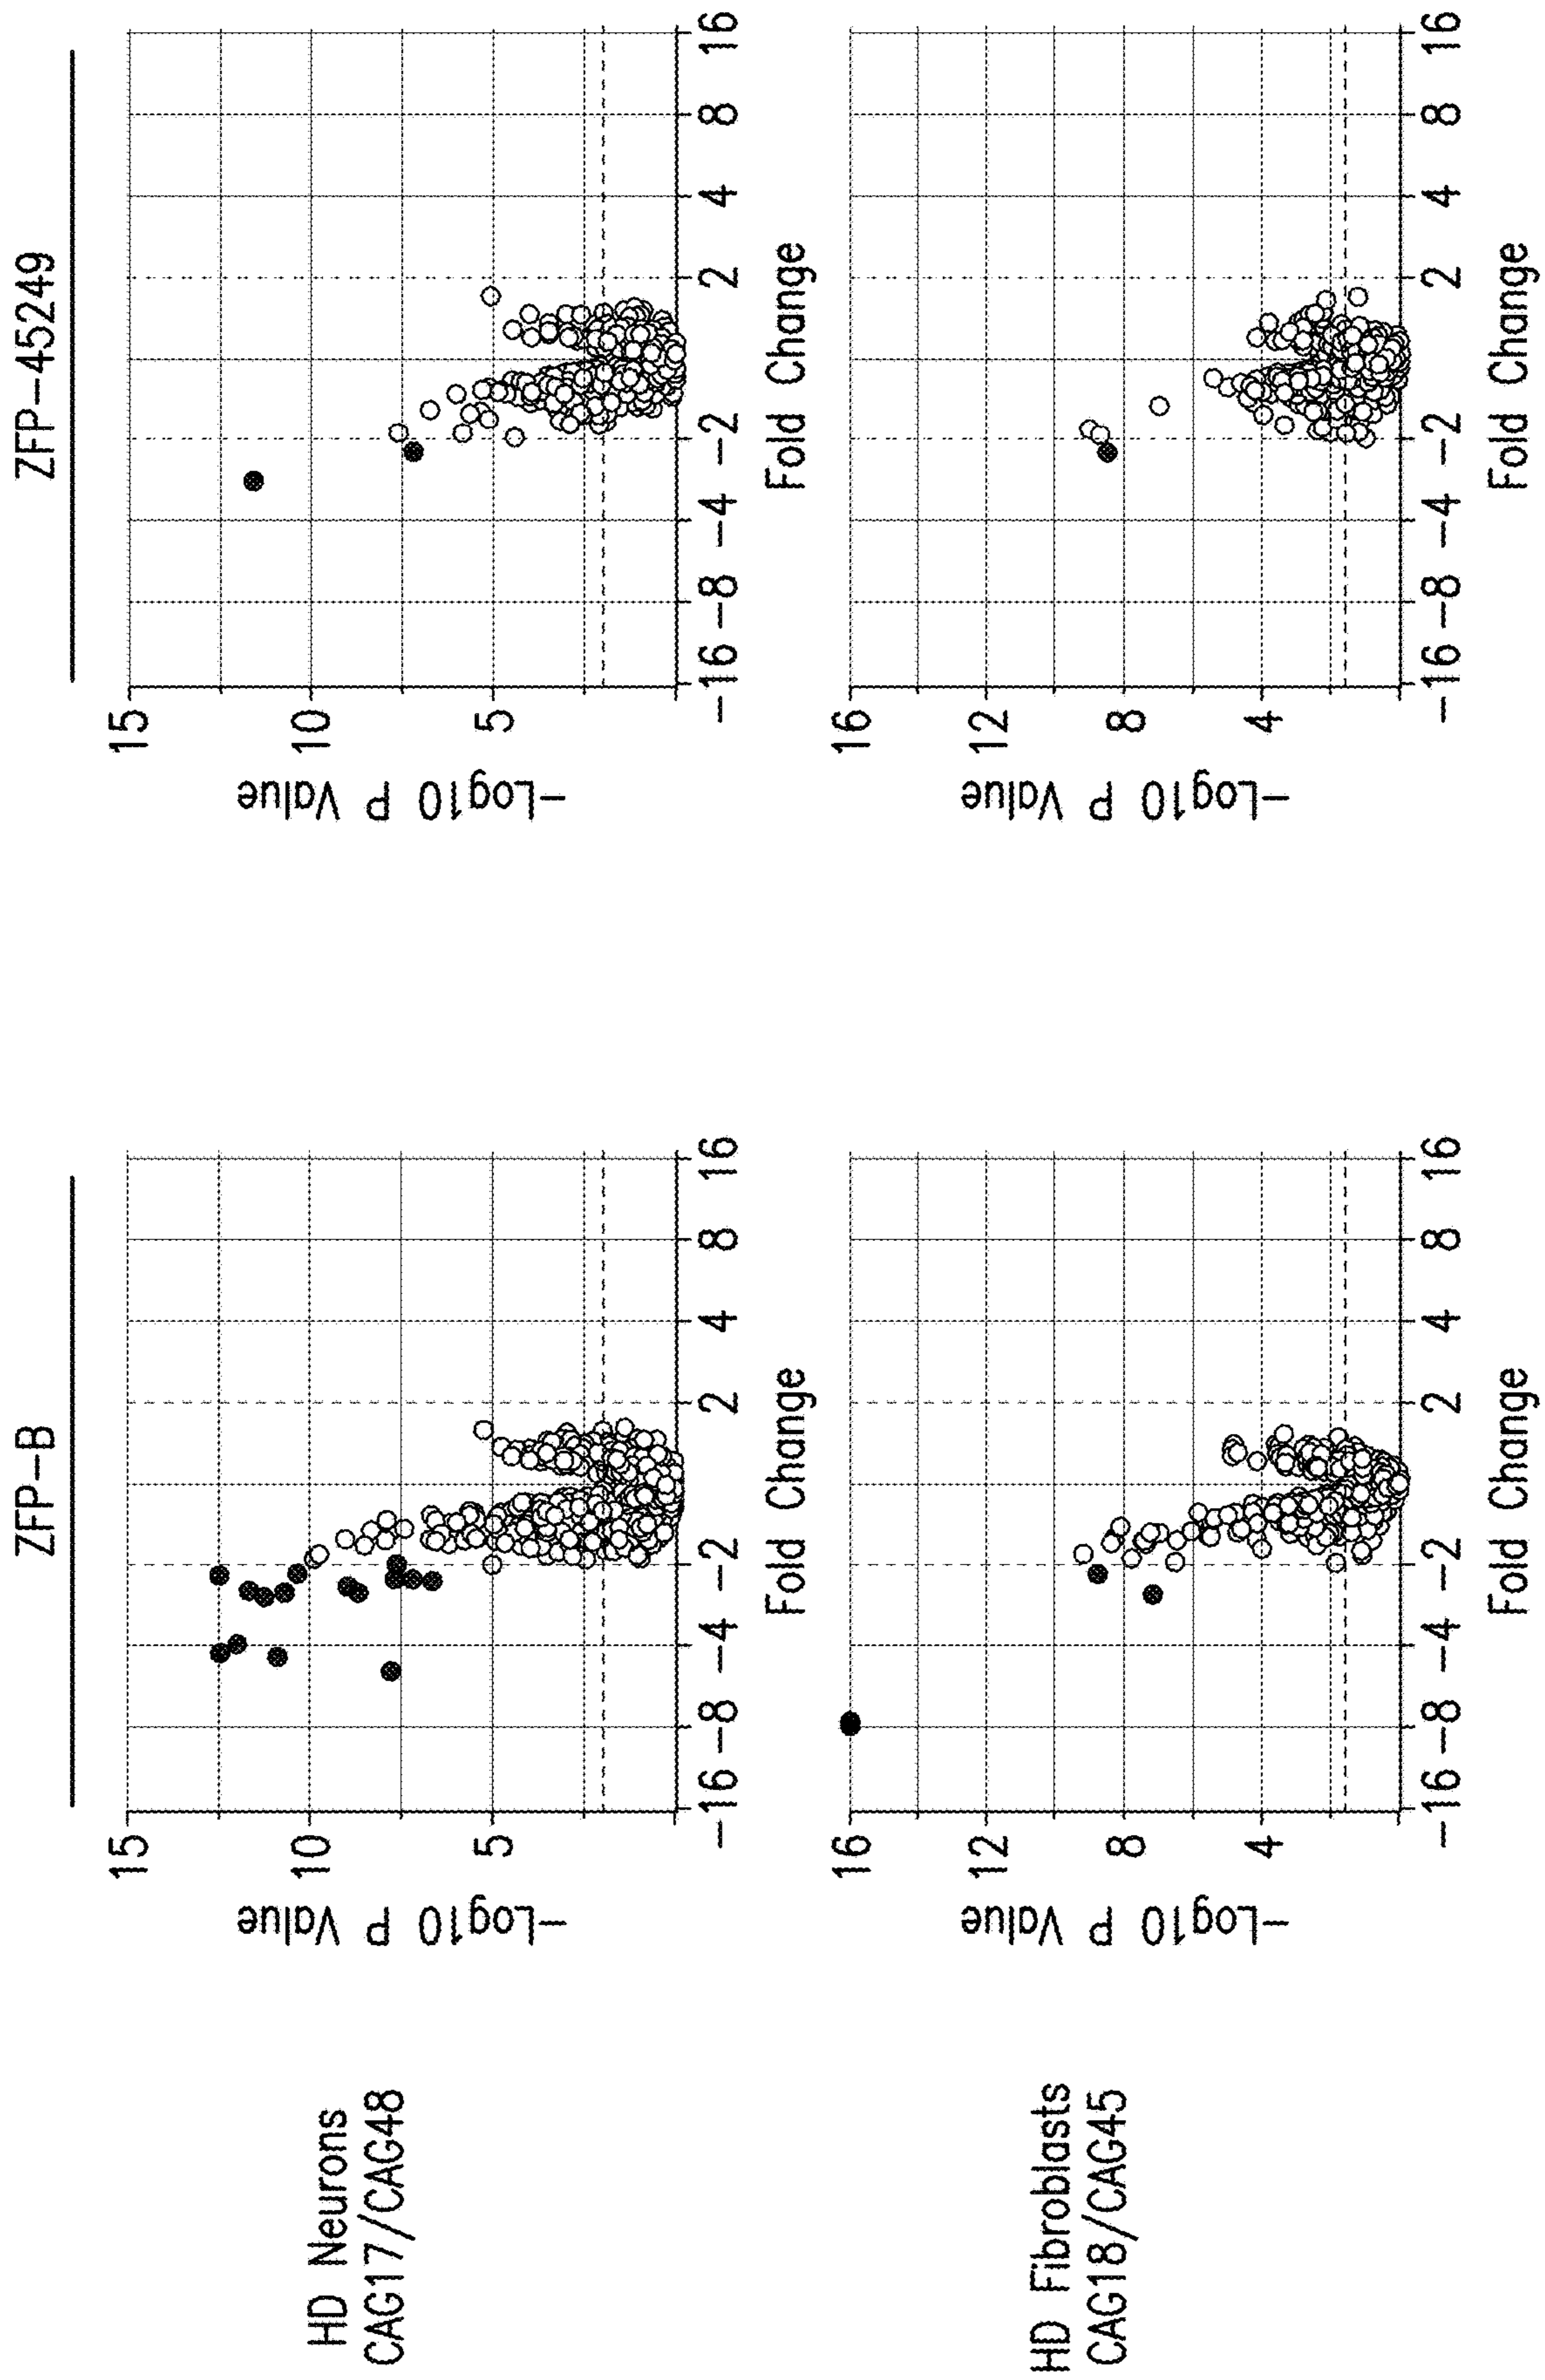 ZFP-B
ZFP-45249
HD Neurons
CAG17/CAG48
-Log10 P Value
15
10
5
-16 -8 -4 -2 2 4 8 16
Fold Change
-Log10 P Value
15
10
5
-16 -8 -4 -2 2 4 8 16
Fold Change
HD Fibroblasts
CAG18/CAG45
-Log10 P Value
16
12
8
4
-16 -8 -4 -2 2 4 8 16
Fold Change
-Log10 P Value
16
12
8
4
-16 -8 -4 -2 2 4 8 16
Fold Change